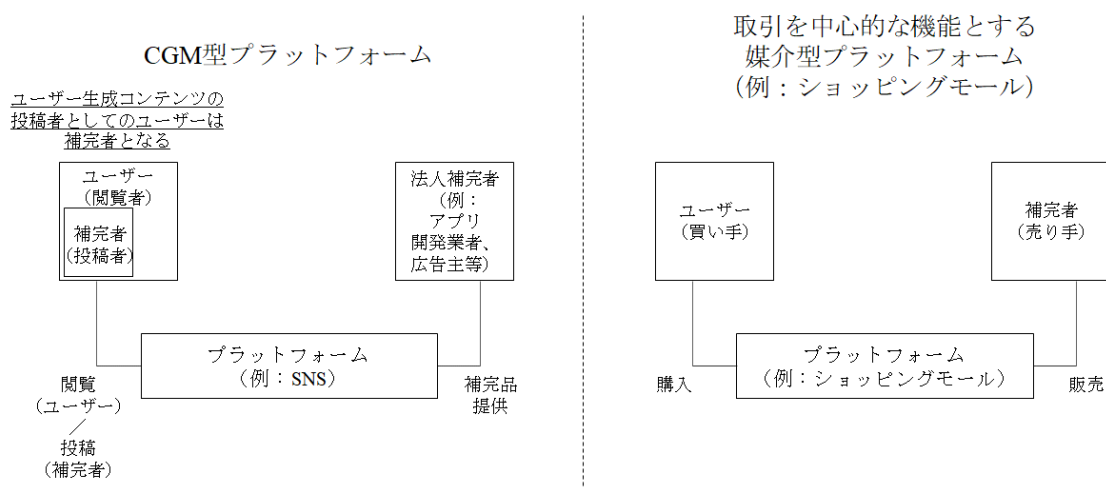 CGM型プラットフォーム
ユーザー生成コンテンツの
投稿者としてのユーザーは
補完者となる
ユーザー
（閲覧者）
補完者
（投稿者）
法人補完者
（例：
アプリ
開発業者、
広告主等）
プラットフォーム
（例：SNS）
閲覧
（ユーザー）
／
投稿
（補完者）
補完品
提供
取引を中心的な機能とする
媒介型プラットフォーム
（例：ショッピングモール）
ユーザー
（買い手）
補完者
（売り手）
プラットフォーム
（例：ショッピングモール）
購入
販売